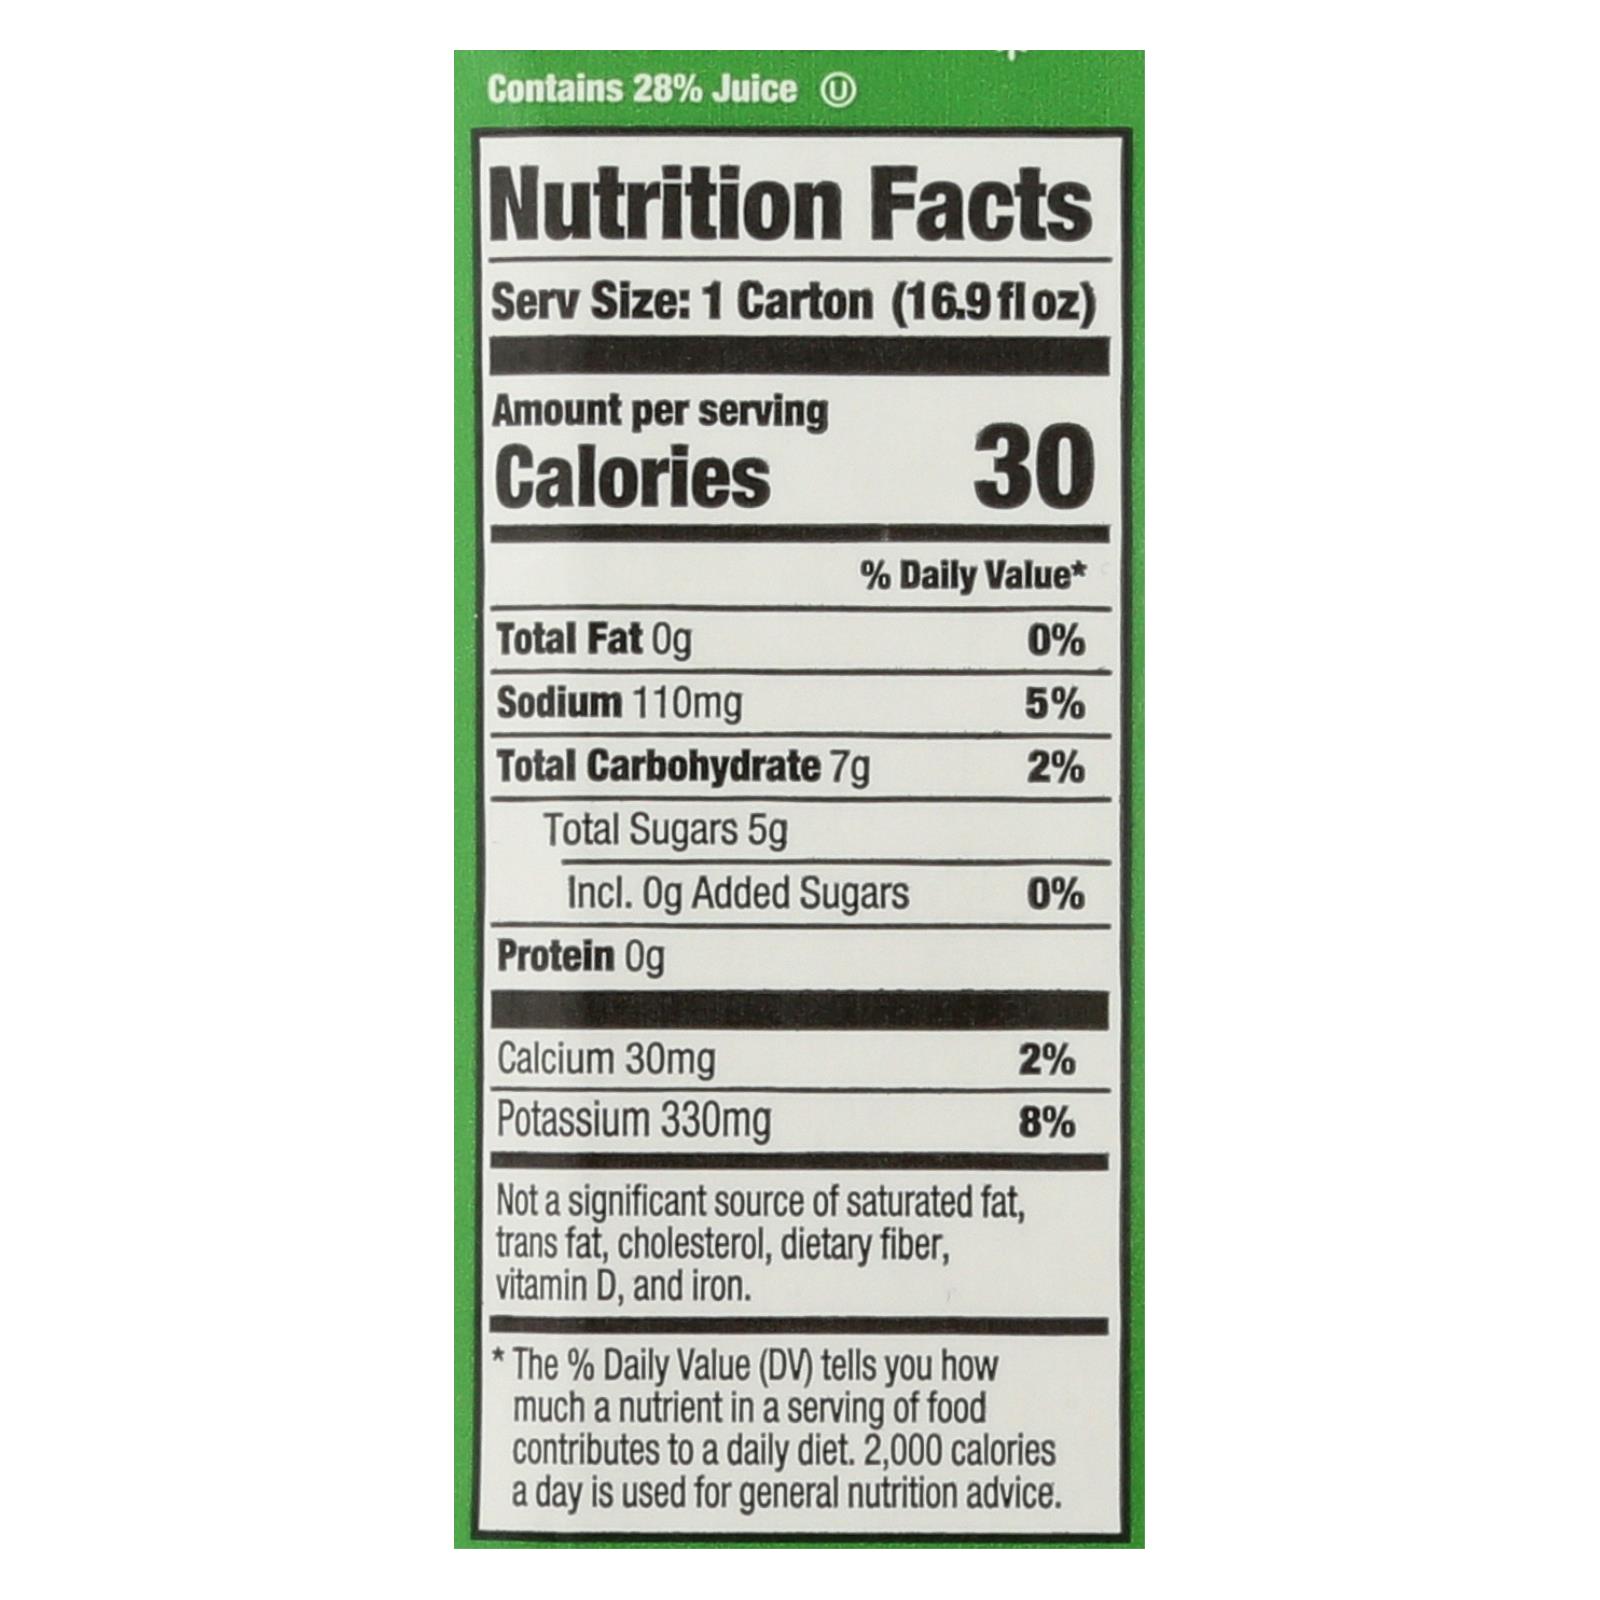 Contains 28% Juice Ⓤ
Nutrition Facts
Serv Size: 1 Carton (16.9 fl oz)
Amount per serving
Calories 30
% Daily Value*
Total Fat 0g 0%
Sodium 110mg 5%
Total Carbohydrate 7g 2%
Total Sugars 5g
Incl. 0g Added Sugars 0%
Protein 0g
Calcium 30mg 2%
Potassium 330mg 8%
Not a significant source of saturated fat,
trans fat, cholesterol, dietary fiber,
vitamin D, and iron.
* The % Daily Value (DV) tells you how
much a nutrient in a serving of food
contributes to a daily diet. 2,000 calories
a day is used for general nutrition advice.